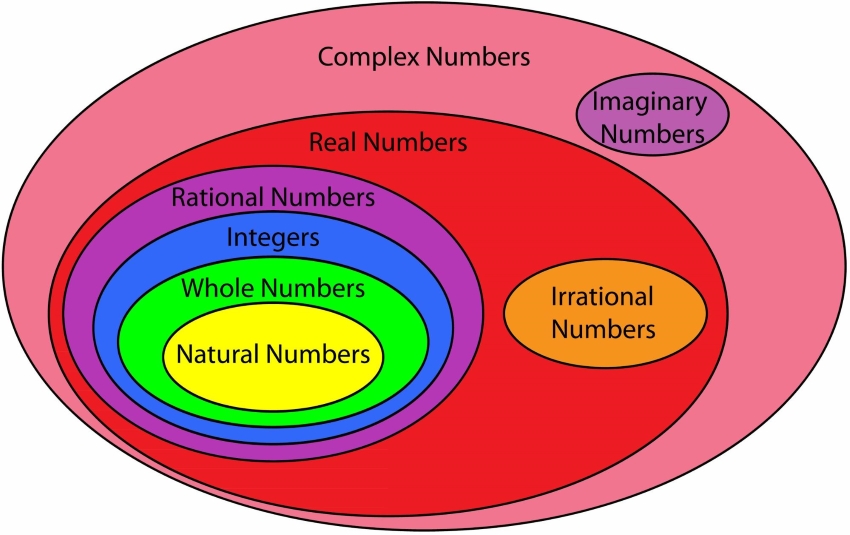 Complex Numbers
Imaginary
Numbers
Real Numbers
Rational Numbers
Integers
Whole Numbers
Irrational
Numbers
Natural Numbers